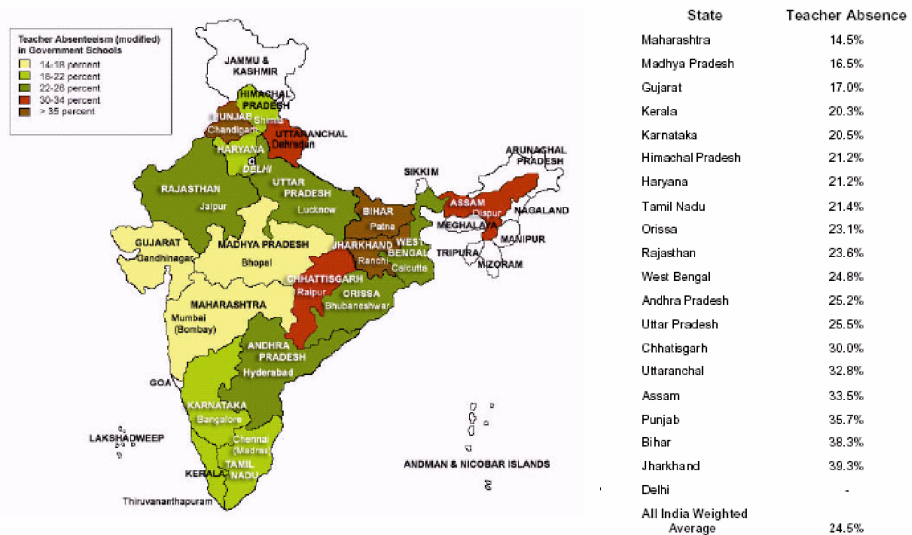 Teacher Absenteeism (modified)
in Government Schools
14-18 percent
18-22 percent
22-26 percent
30-34 percent
> 35 percent
JAMMU &
KASHMIR
HIMACHAL
PRADESH
Shimla
PUNJAB
Chandigarh
UTTARANCHAL
Dehradun
HARYANA
DELHI
ARUNACHAL
PRADESH
SIKKIM
RAJASTHAN
Jaipur
UTTAR
PRADESH
Lucknow
ASSAM
Dispur
NAGALAND
BIHAR
Patna
MEGHALAYA
MANIPUR
TRIPURA
MIZORAM
GUJARAT
Gandhinagar
MADHYA PRADESH
Bhopal
JHARKHAND
Ranchi
WEST
BENGAL
Calcutta
CHHATTISGARH
Raipur
ORISSA
Bhubaneshwar
MAHARASHTRA
Mumbai
(Bombay)
ANDHRA
PRADESH
Hyderabad
GOA
KARNATAKA
Bangalore
LAKSHADWEEP
Chennai
(Madras)
TAMIL
NADU
KERALA
Thiruvananthapuram
ANDMAN & NICOBAR ISLANDS
State Teacher Absence
Maharashtra 14.5%
Madhya Pradesh 16.5%
Gujarat 17.0%
Kerala 20.3%
Karnataka 20.5%
Himachal Pradesh 21.2%
Haryana 21.2%
Tamil Nadu 21.4%
Orissa 23.1%
Rajasthan 23.6%
West Bengal 24.8%
Andhra Pradesh 25.2%
Uttar Pradesh 25.5%
Chhatisgarh 30.0%
Uttaranchal 32.8%
Assam 33.5%
Punjab 35.7%
Bihar 38.3%
Jharkhand 39.3%
Delhi -
All India Weighted
Average 24.5%